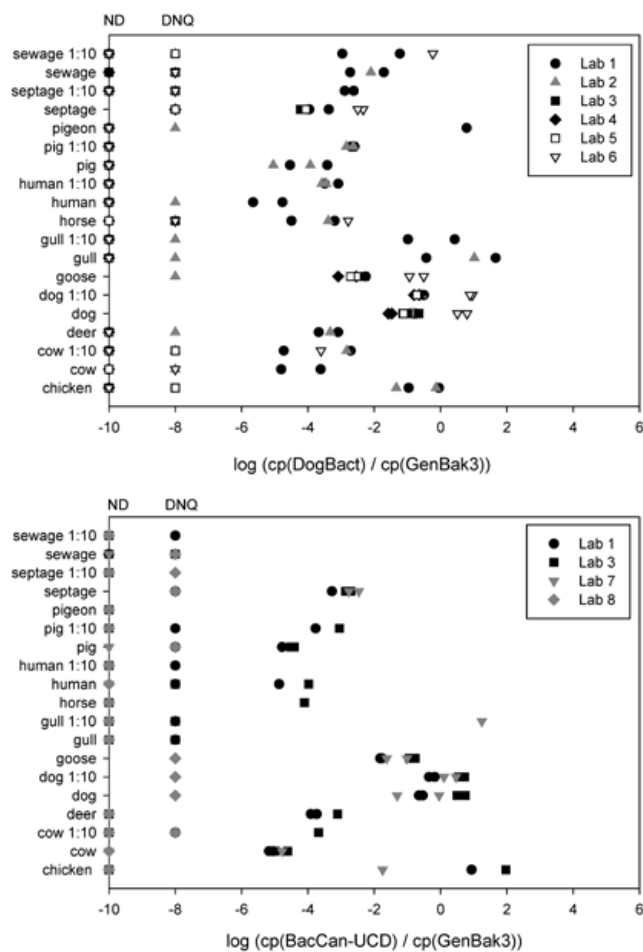 ND DNQ
sewage 1:10
sewage
septage 1:10
septage
pigeon
pig 1:10
pig
human 1:10
human
horse
gull 1:10
gull
goose
dog 1:10
dog
deer
cow 1:10
cow
chicken
Lab 1
Lab 2
Lab 3
Lab 4
Lab 5
Lab 6
-10 -8 -6 -4 -2 0 2 4 6
log (cp(DogBact) / cp(GenBak3))
ND DNQ
sewage 1:10
sewage
septage 1:10
septage
pigeon
pig 1:10
pig
human 1:10
human
horse
gull 1:10
gull
goose
dog 1:10
dog
deer
cow 1:10
cow
chicken
Lab 1
Lab 3
Lab 7
Lab 8
-10 -8 -6 -4 -2 0 2 4 6
log (cp(BacCan-UCD) / cp(GenBak3))